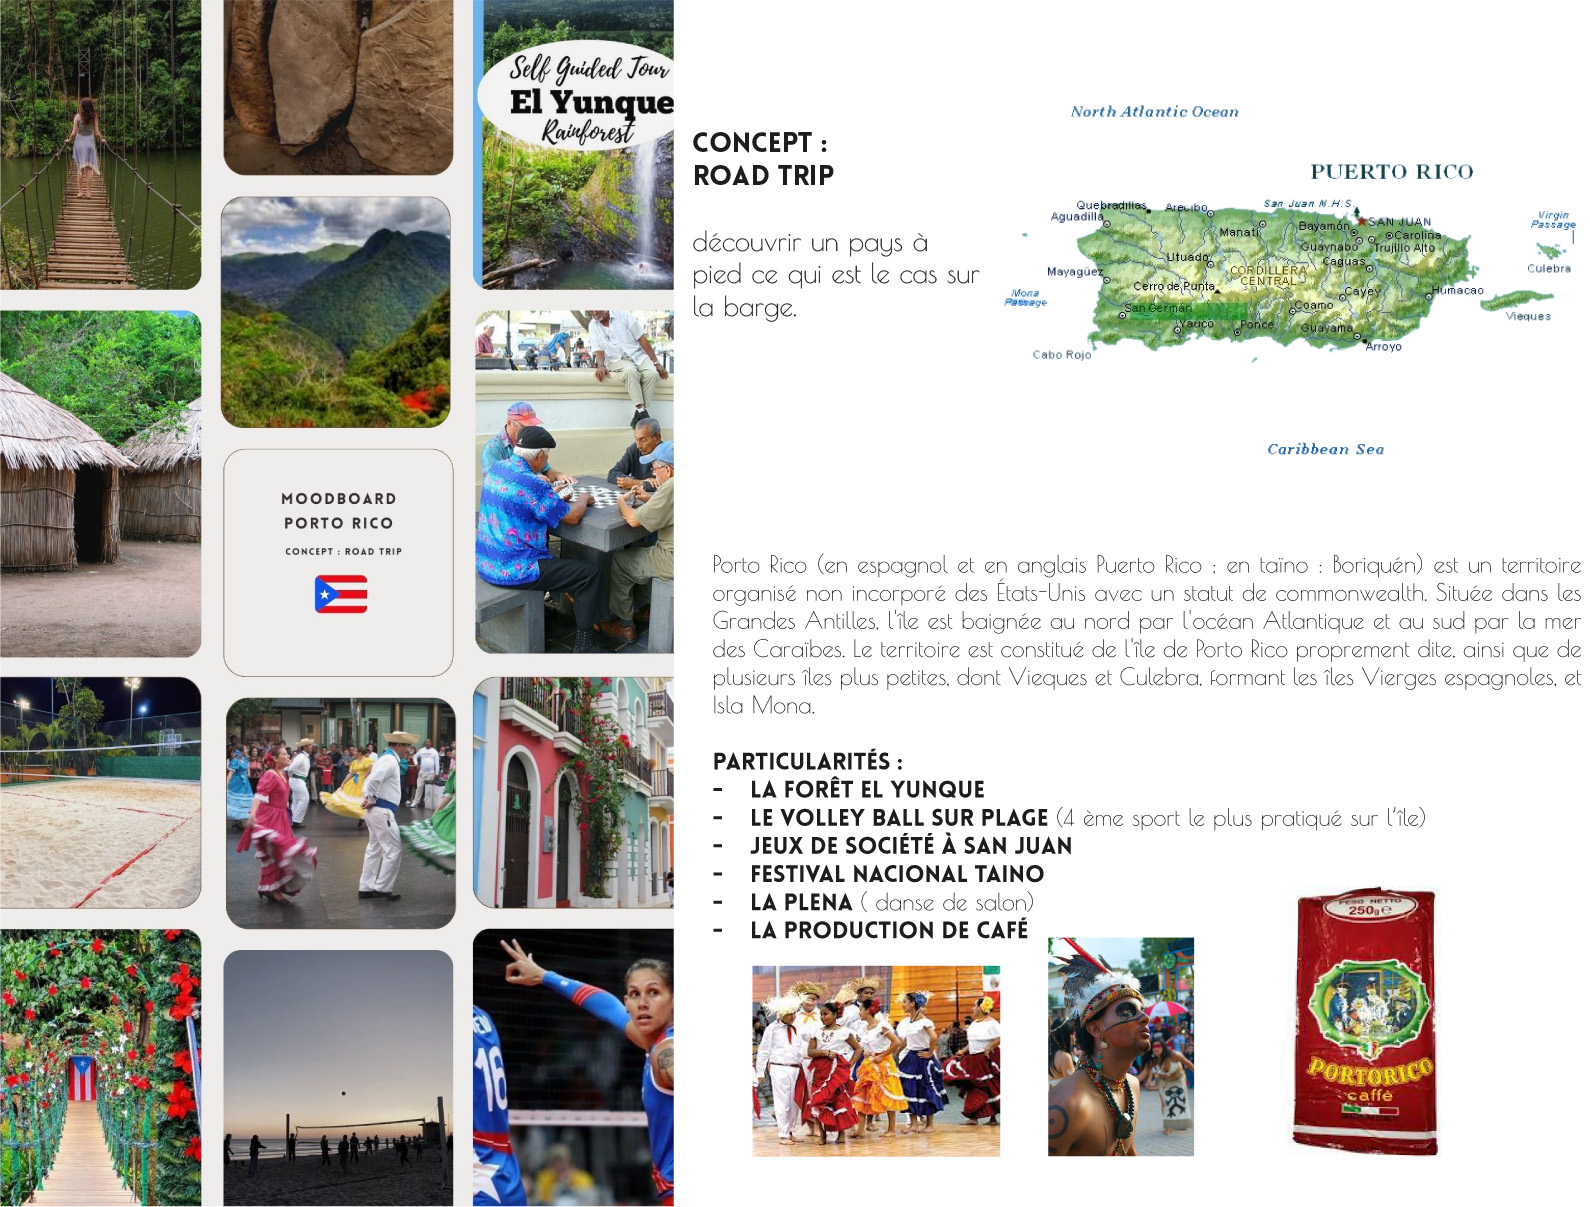 Self Guided Tour
El Yunque
Rainforest
MOODBOARD
PORTO RICO
CONCEPT : ROAD TRIP
16
CONCEPT :
ROAD TRIP
découvrir un pays à
pied ce qui est le cas sur
la barge.
North Atlantic Ocean
PUERTO RICO
Quebradillas
Aguadilla
Arecibo
San Juan N.H.S.
SAN JUAN
Manati
Bayamón
Carolina
Guaynabo
Trujillo Alto
Virgin
Passage
Utuado
Caguas
Culebra
Mayagüez
CORDILLERA
CENTRAL
Cerro de Punta
Mona
Passage
Cayey
Humacao
San Germán
Coamo
Vieques
Yauco
Ponce
Guayama
Arroyo
Cabo Rojo
Caribbean Sea
Porto Rico (en espagnol et en anglais Puerto Rico ; en taïno : Boriquén) est un territoire
organisé non incorporé des États-Unis avec un statut de commonwealth. Située dans les
Grandes Antilles, l'île est baignée au nord par l'océan Atlantique et au sud par la mer
des Caraïbes. Le territoire est constitué de l'île de Porto Rico proprement dite, ainsi que de
plusieurs îles plus petites, dont Vieques et Culebra, formant les îles Vierges espagnoles, et
Isla Mona.
PARTICULARITÉS :
- LA FORÊT EL YUNQUE
- LE VOLLEY BALL SUR PLAGE (4 ème sport le plus pratiqué sur l'île)
- JEUX DE SOCIÉTÉ À SAN JUAN
- FESTIVAL NACIONAL TAINO
- LA PLENA ( danse de salon)
- LA PRODUCTION DE CAFÉ
PESO NETTO
250g e
PORTORICO
caffè